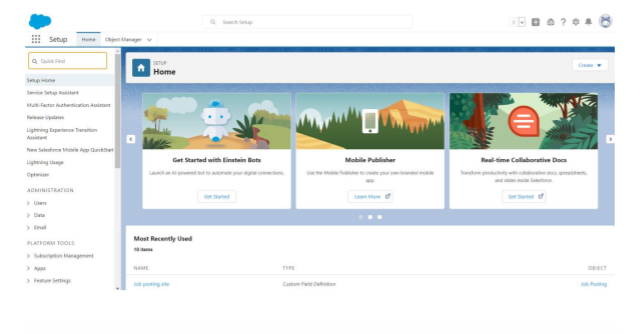 Search Setup
Setup
Home
Object Manager
Quick Find
Setup Home
Service Setup Assistant
Multi-Factor Authentication Assistant
Release Updates
Lightning Experience Transition
Assistant
New Salesforce Mobile App QuickStart
Lightning Usage
Optimizer
ADMINISTRATION
Users
Data
Email
PLATFORM TOOLS
Subscription Management
Apps
Feature Settings
SETUP
Home
Create
Get Started with Einstein Bots
Launch an AI-powered bot to automate your digital connections.
Get Started
Mobile Publisher
Use the Mobile Publisher to create your own branded mobile
app.
Learn More
Real-time Collaborative Docs
Transform productivity with collaborative docs, spreadsheets,
and slides inside Salesforce.
Get Started
Most Recently Used
10 items
NAME TYPE OBJECT
Job posting site Custom Field Definition Job Posting